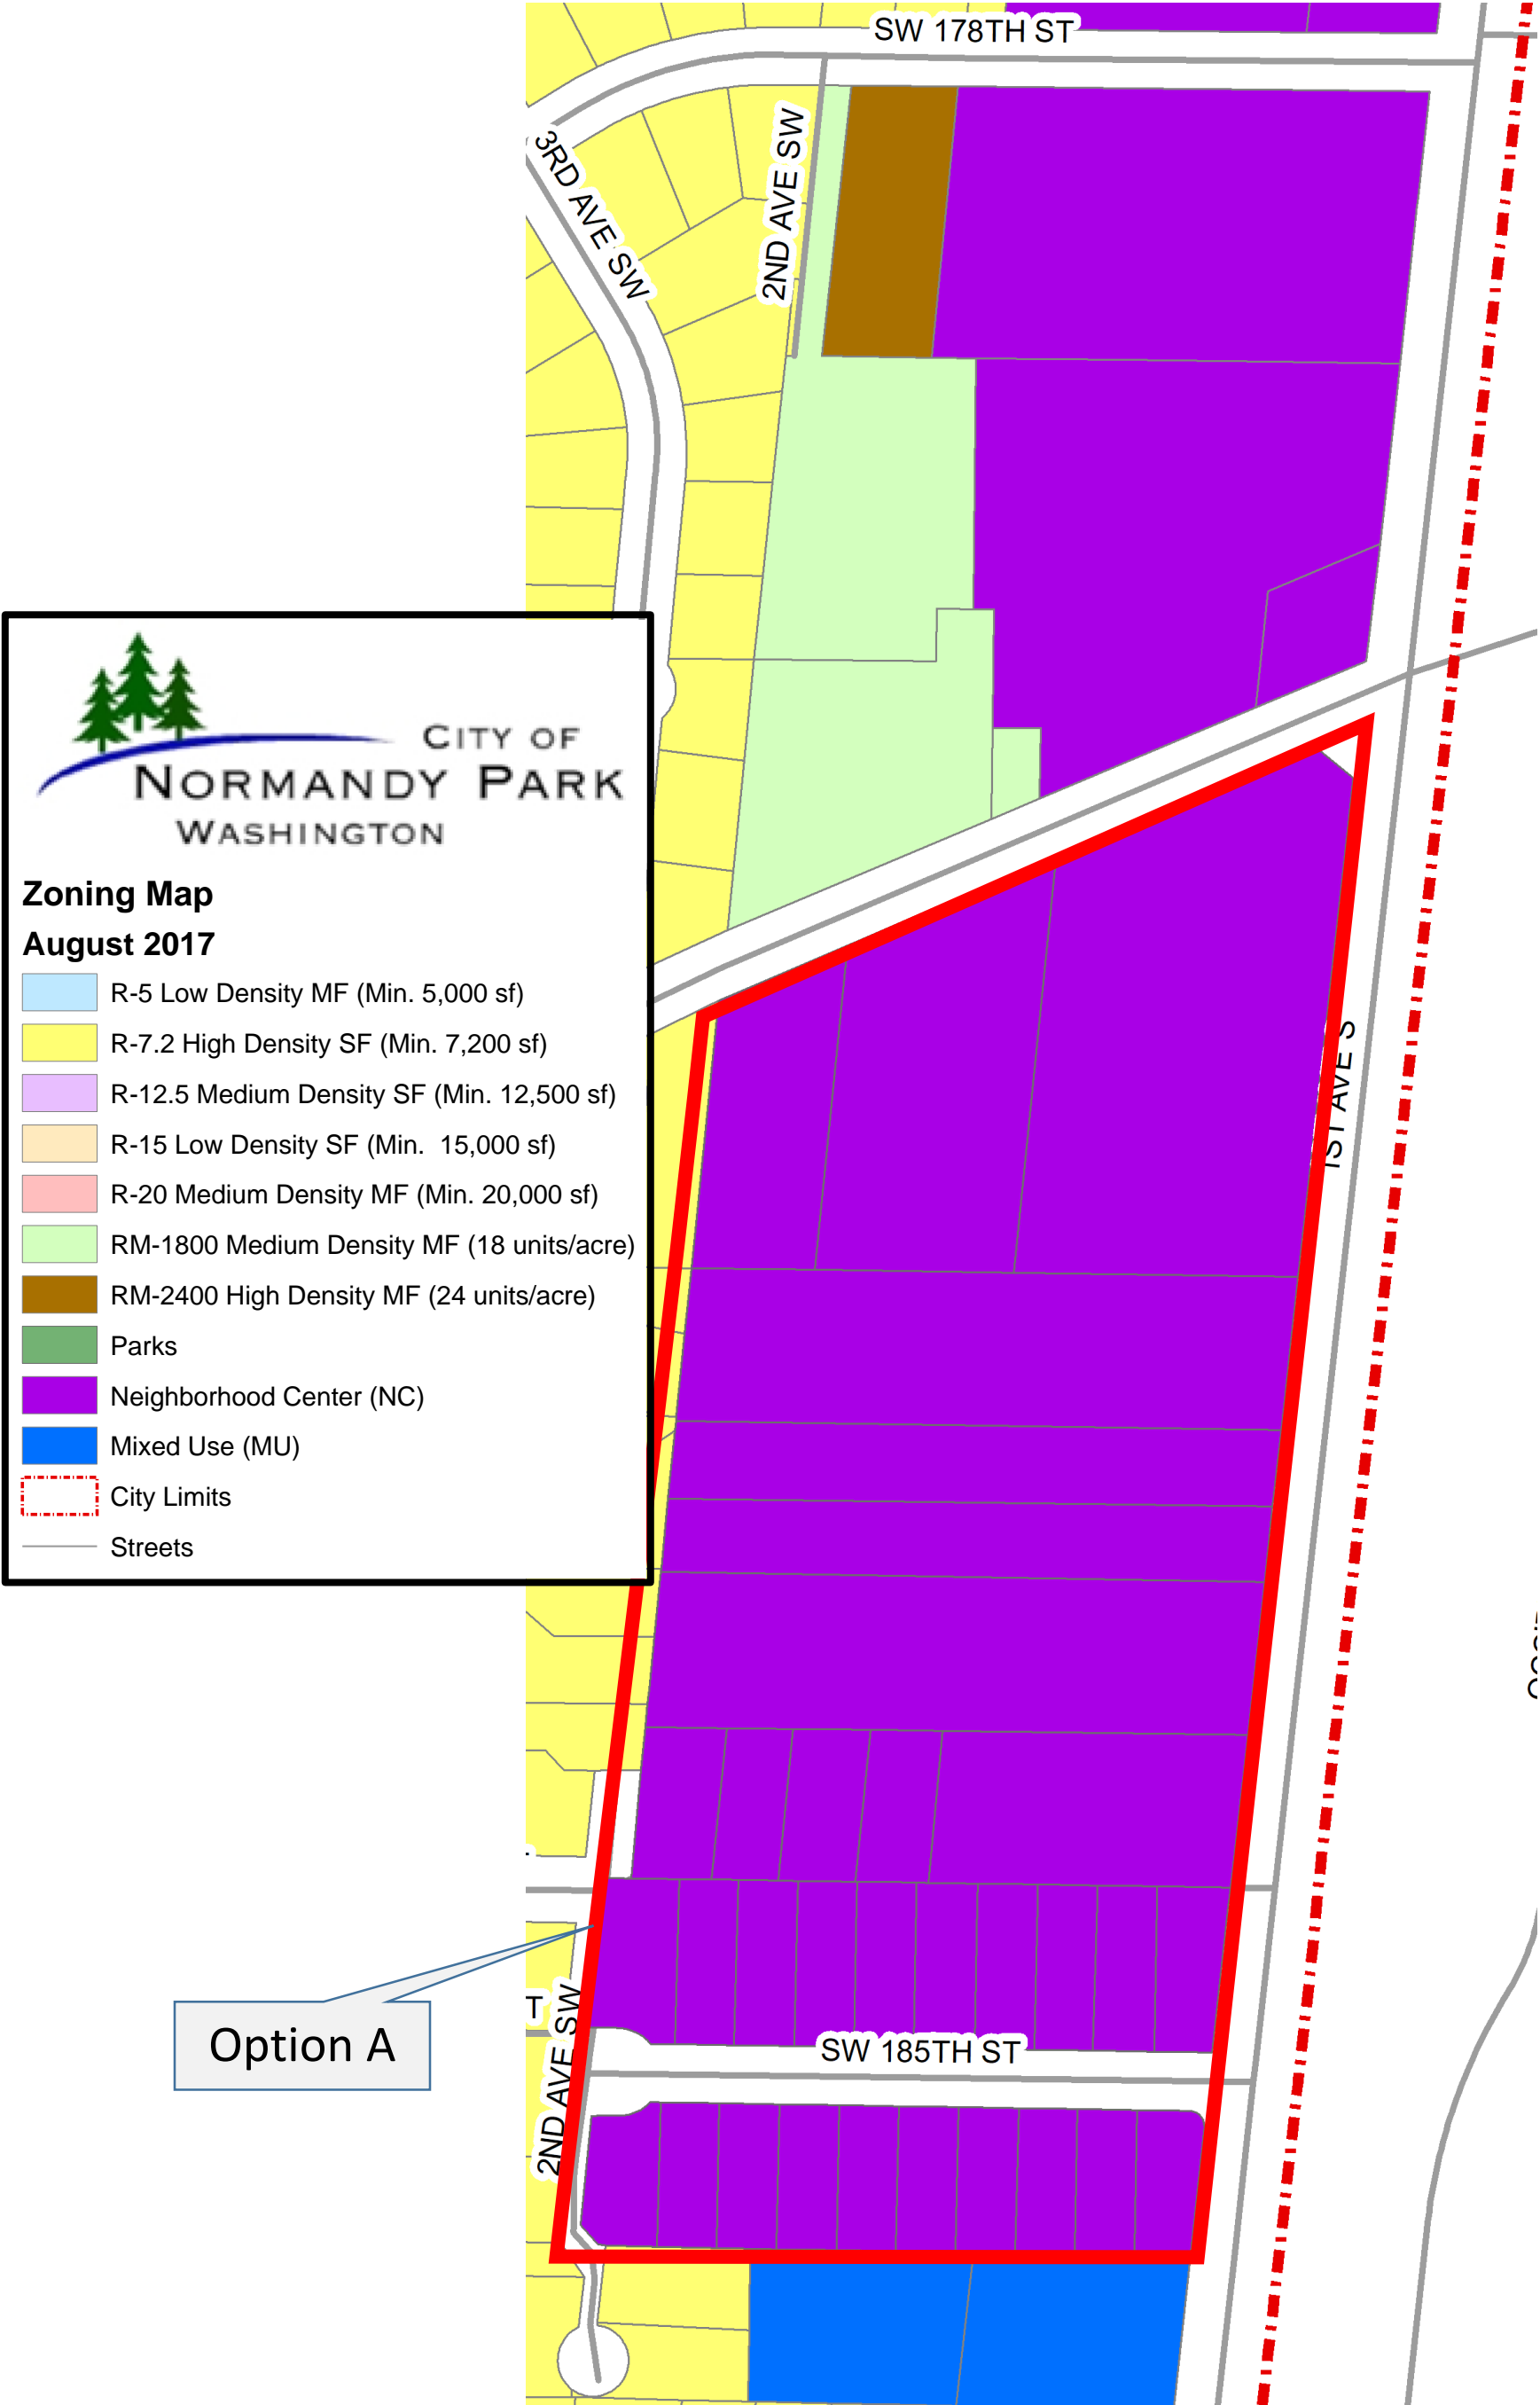 SW 178TH ST
3RD AVE SW
2ND AVE SW
CITY OF
NORMANDY PARK
WASHINGTON
Zoning Map
August 2017
R-5 Low Density MF (Min. 5,000 sf)
R-7.2 High Density SF (Min. 7,200 sf)
R-12.5 Medium Density SF (Min. 12,500 sf)
R-15 Low Density SF (Min. 15,000 sf)
R-20 Medium Density MF (Min. 20,000 sf)
RM-1800 Medium Density MF (18 units/acre)
RM-2400 High Density MF (24 units/acre)
Parks
Neighborhood Center (NC)
Mixed Use (MU)
City Limits
Streets
1ST AVE S
Option A
T
2ND AVE SW
SW 185TH ST